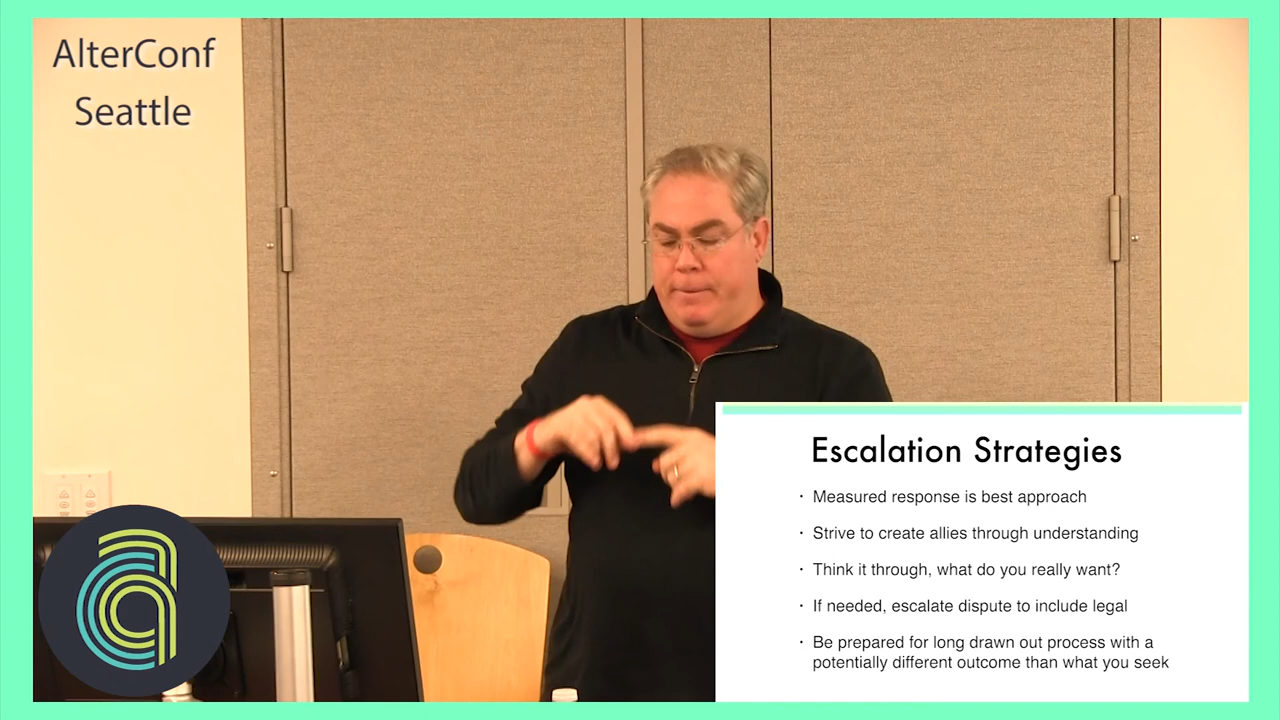 AlterConf
Seattle
Escalation Strategies
· Measured response is best approach
· Strive to create allies through understanding
· Think it through, what do you really want?
· If needed, escalate dispute to include legal
· Be prepared for long drawn out process with a
potentially different outcome than what you seek